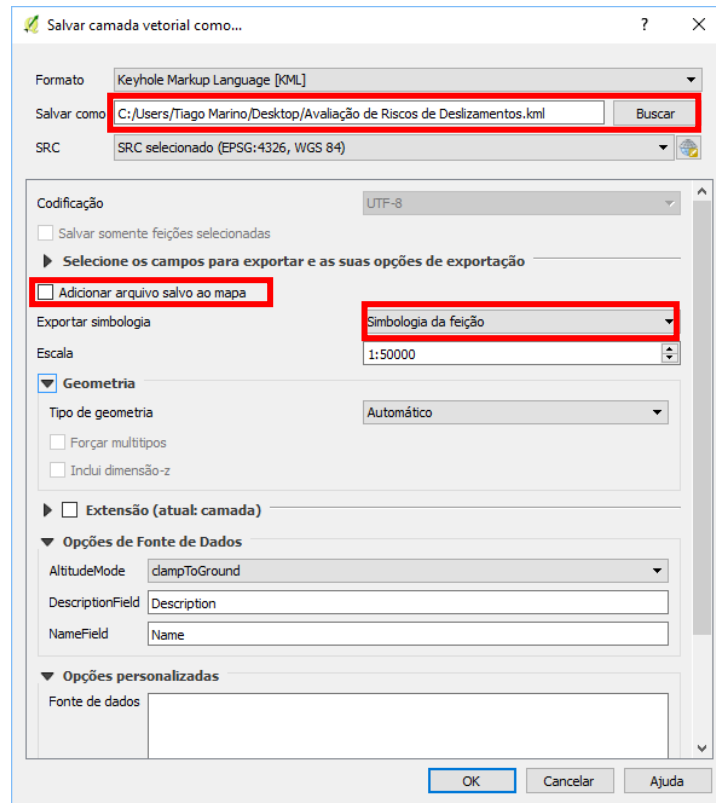 Salvar camada vetorial como...
?
Formato Keyhole Markup Language [KML]
Salvar como C:/Users/Tiago Marino/Desktop/Avaliação de Riscos de Deslizamentos.kml Buscar
SRC SRC selecionado (EPSG:4326, WGS 84)
Codificação UTF-8
Salvar somente feições selecionadas
Selecione os campos para exportar e as suas opções de exportação
Adicionar arquivo salvo ao mapa
Exportar simbologia Simbologia da feição
Escala 1:50000
Geometria
Tipo de geometria Automático
Forçar multitipos
Inclui dimensão-z
Extensão (atual: camada)
Opções de Fonte de Dados
AltitudeMode clampToGround
DescriptionField Description
NameField Name
Opções personalizadas
Fonte de dados
OK Cancelar Ajuda